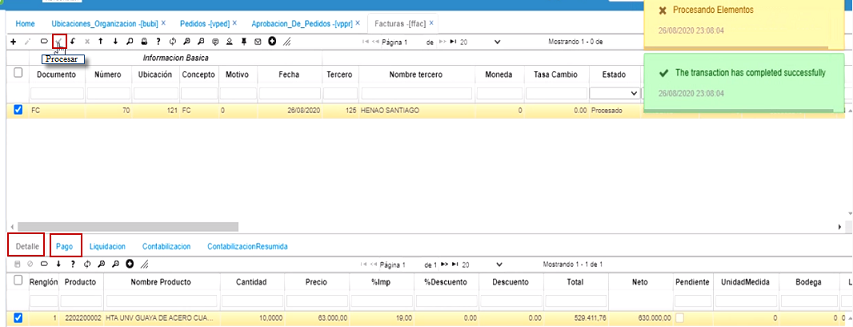 Procesando Elementos
26/08/2020 23:08:04
The transaction has completed successfully
26/08/2020 23:08:04
Home Ubicaciones_Organizacion -[bubi] × Pedidos -[vped] × Aprobacion_De_Pedidos -[vppr] × Facturas -[ffac] ×
Página 1 de 20 Mostrando 1 - 0 de
Procesar
Informacion Basica
Documento Número Ubicación Concepto Motivo Fecha Tercero Nombre tercero Moneda Tasa Cambio Estado
FC 70 121 FC 0 26/08/2020 125 HENAO SANTIAGO 0 0.00 Procesado
Detalle Pago Liquidacion Contabilizacion ContabilizacionResumida
Página 1 de 1 20 Mostrando 1 - 1 de 1
Renglón Producto Nombre Producto Cantidad Precio %Imp %Descuento Descuento Total Neto Pendiente UnidadMedida Bodega L
1 2202200002 HTA UNV GUAYA DE ACERO CUA... 10,0000 63.000,00 19,00 0.00 0.00 529.411,76 630.000,00 0 0 0